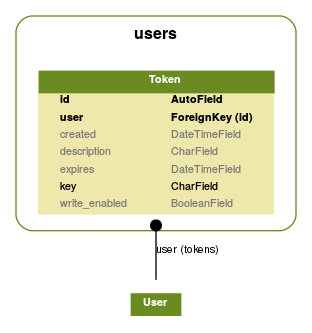 users
Token
id AutoField
user ForeignKey (id)
created DateTimeField
description CharField
expires DateTimeField
key CharField
write_enabled BooleanField
user (tokens)
User